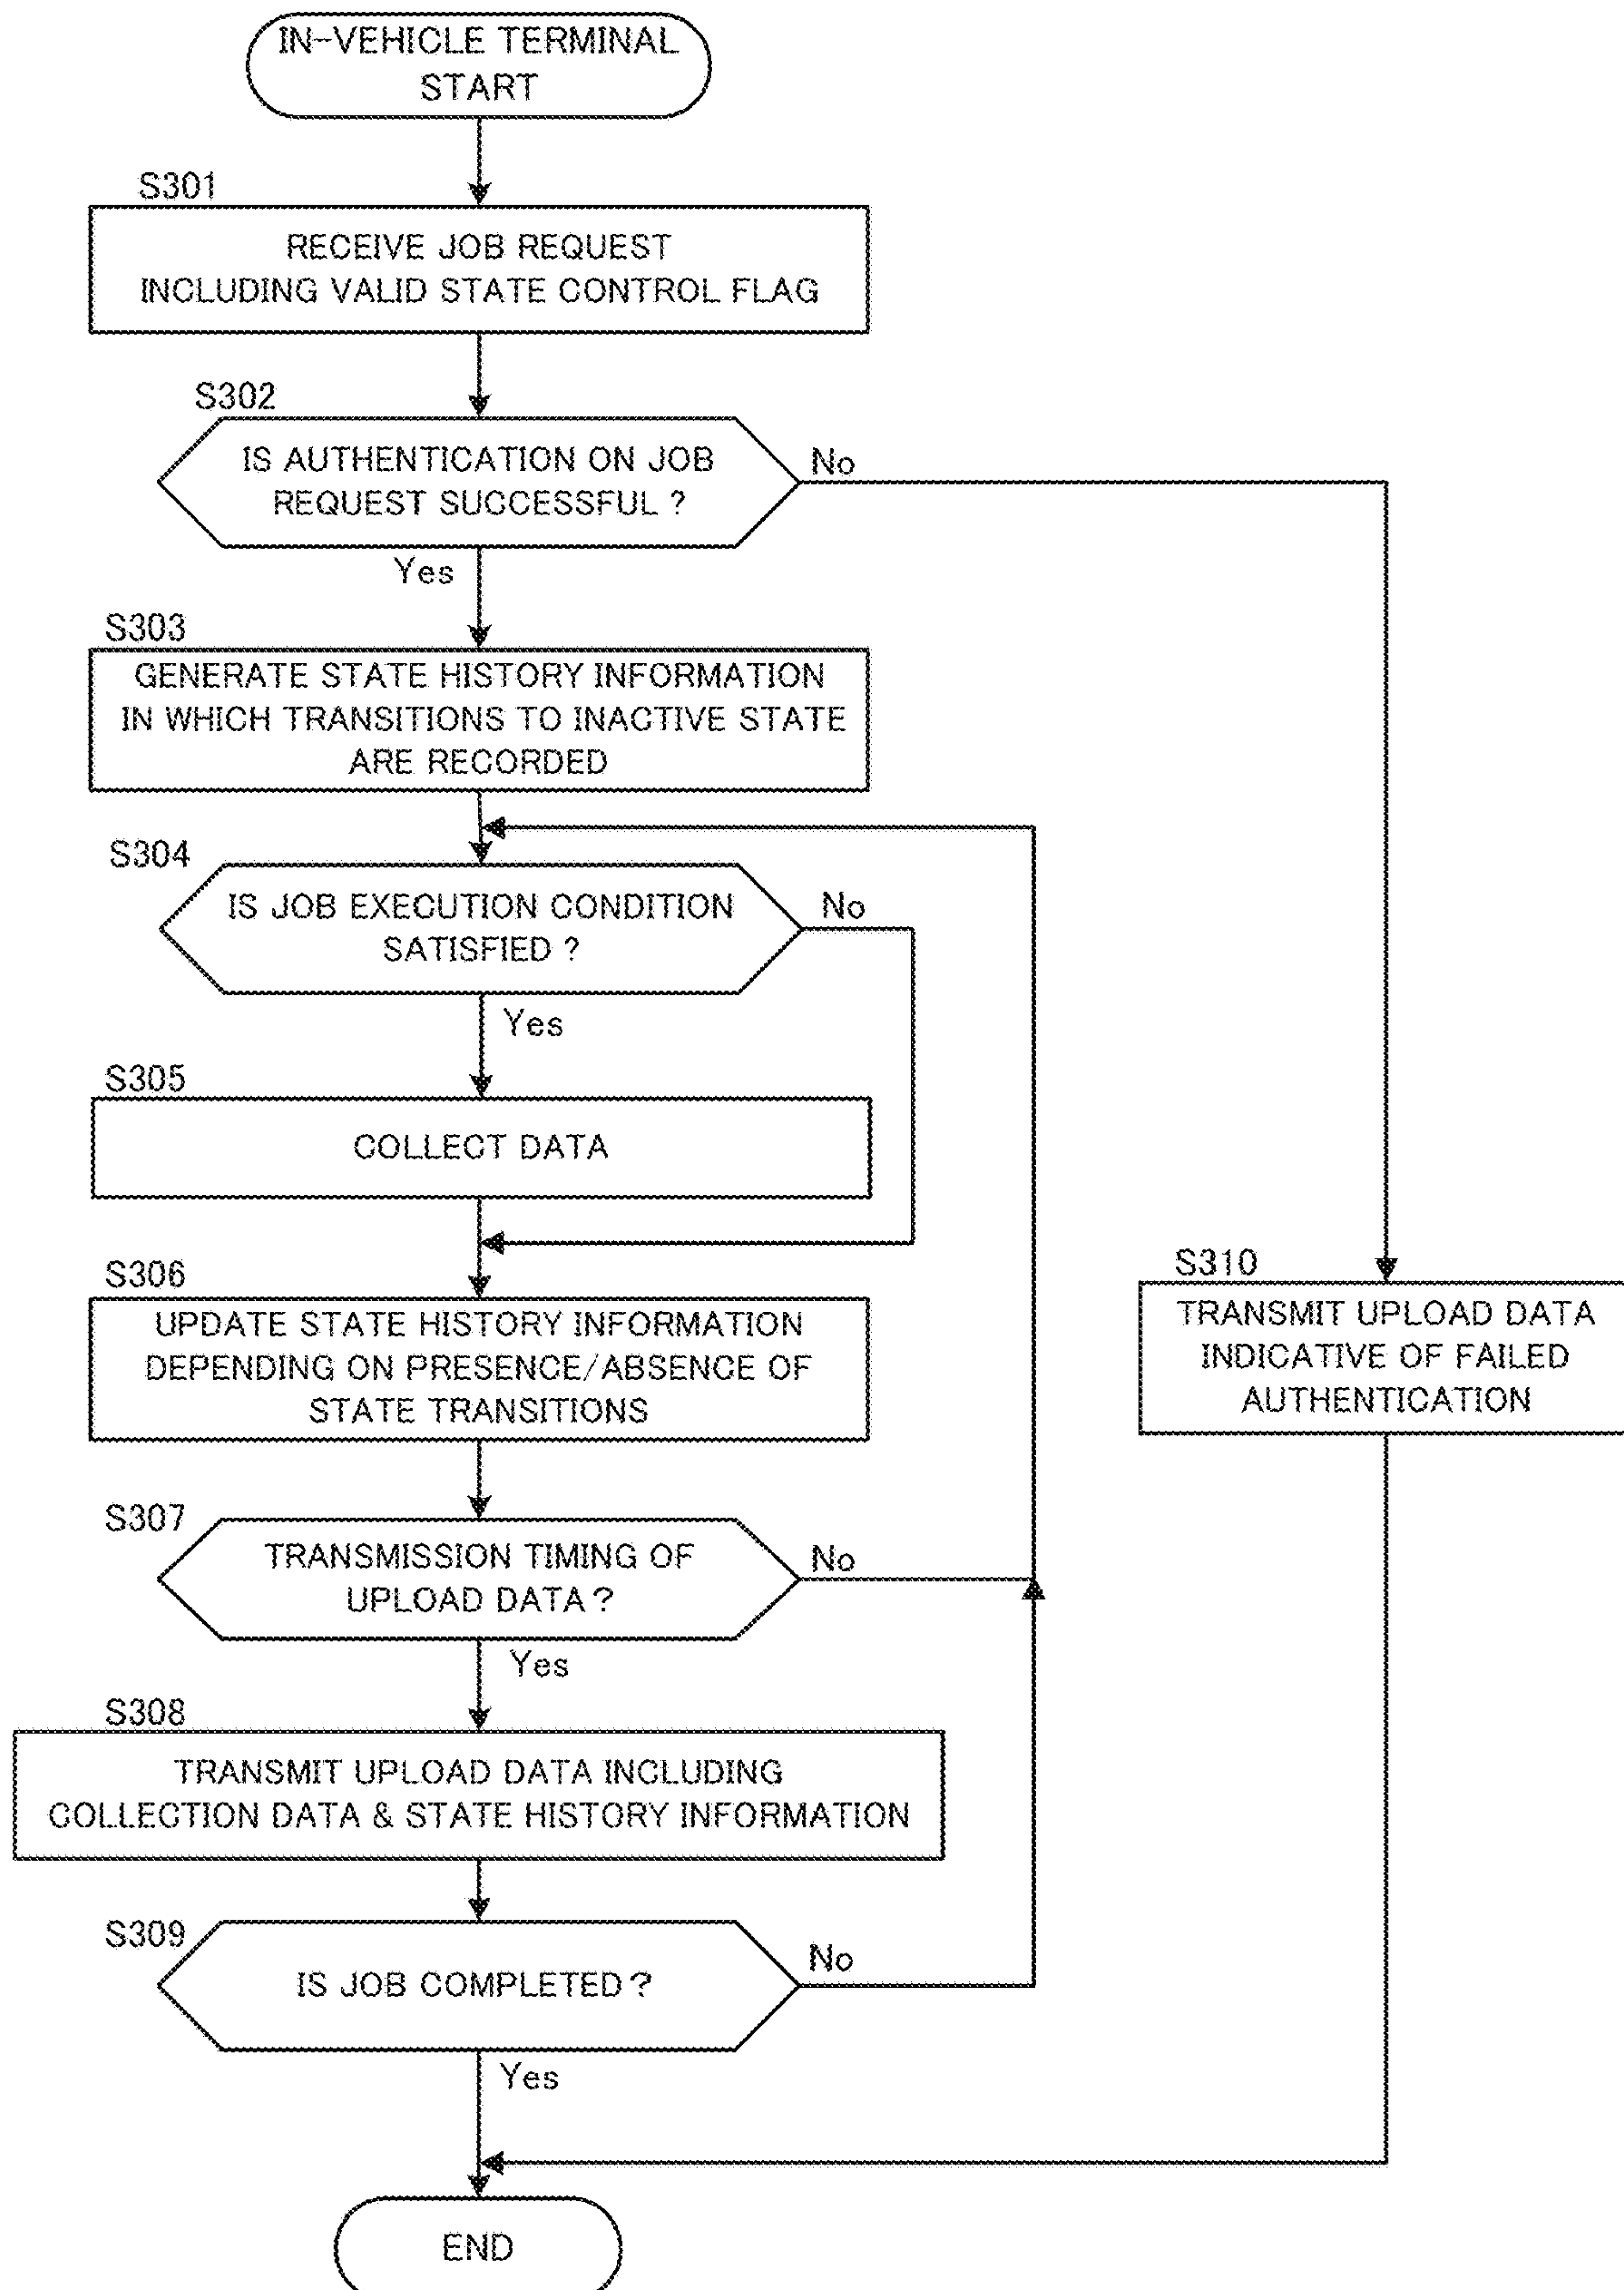 IN-VEHICLE TERMINAL
START
S301
RECEIVE JOB REQUEST
INCLUDING VALID STATE CONTROL FLAG
S302
IS AUTHENTICATION ON JOB
REQUEST SUCCESSFUL ?
No
Yes
S303
GENERATE STATE HISTORY INFORMATION
IN WHICH TRANSITIONS TO INACTIVE STATE
ARE RECORDED
S304
IS JOB EXECUTION CONDITION
SATISFIED ?
No
Yes
S305
COLLECT DATA
S306
UPDATE STATE HISTORY INFORMATION
DEPENDING ON PRESENCE/ABSENCE OF
STATE TRANSITIONS
S310
TRANSMIT UPLOAD DATA
INDICATIVE OF FAILED
AUTHENTICATION
S307
TRANSMISSION TIMING OF
UPLOAD DATA ?
No
Yes
S308
TRANSMIT UPLOAD DATA INCLUDING
COLLECTION DATA & STATE HISTORY INFORMATION
S309
IS JOB COMPLETED ?
No
Yes
END